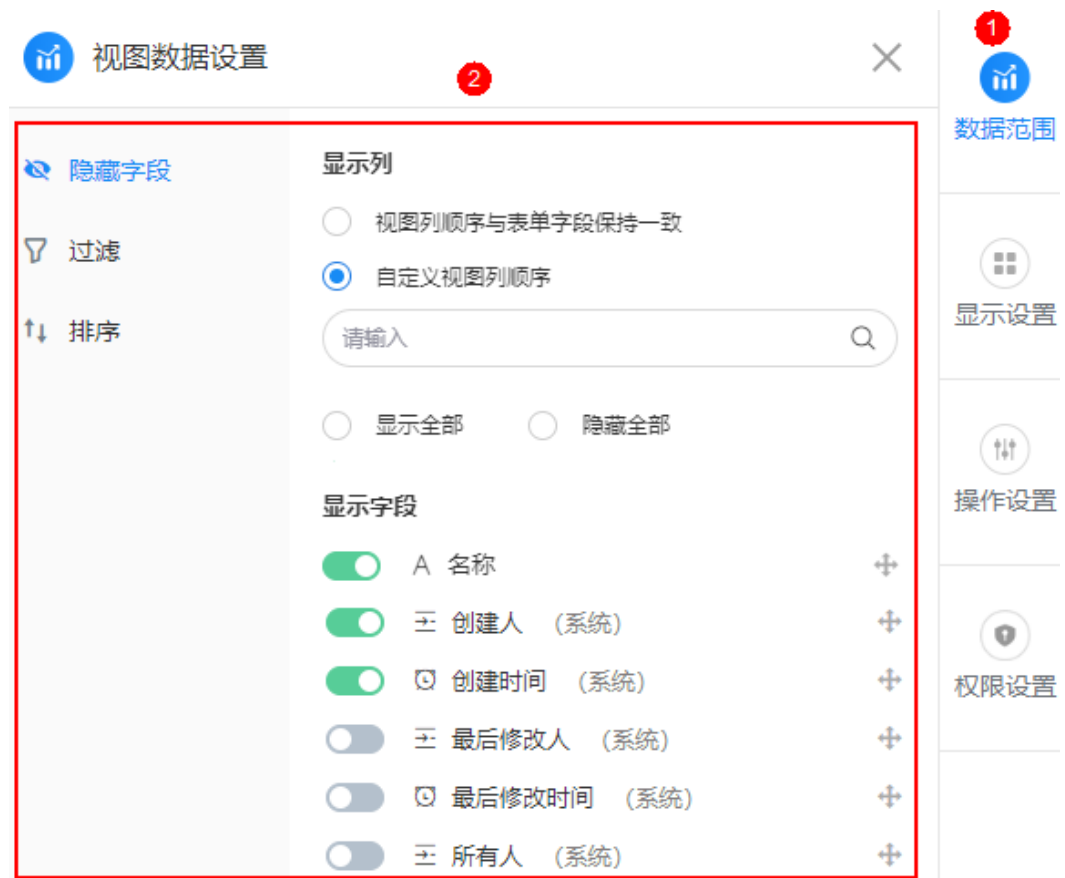 视图数据设置
2
隐藏字段
过滤
排序
显示列
视图列顺序与表单字段保持一致
自定义视图列顺序
请输入
显示全部 隐藏全部
显示字段
A 名称
创建人 (系统)
创建时间 (系统)
最后修改人 (系统)
最后修改时间 (系统)
所有人 (系统)
1
数据范围
显示设置
操作设置
权限设置